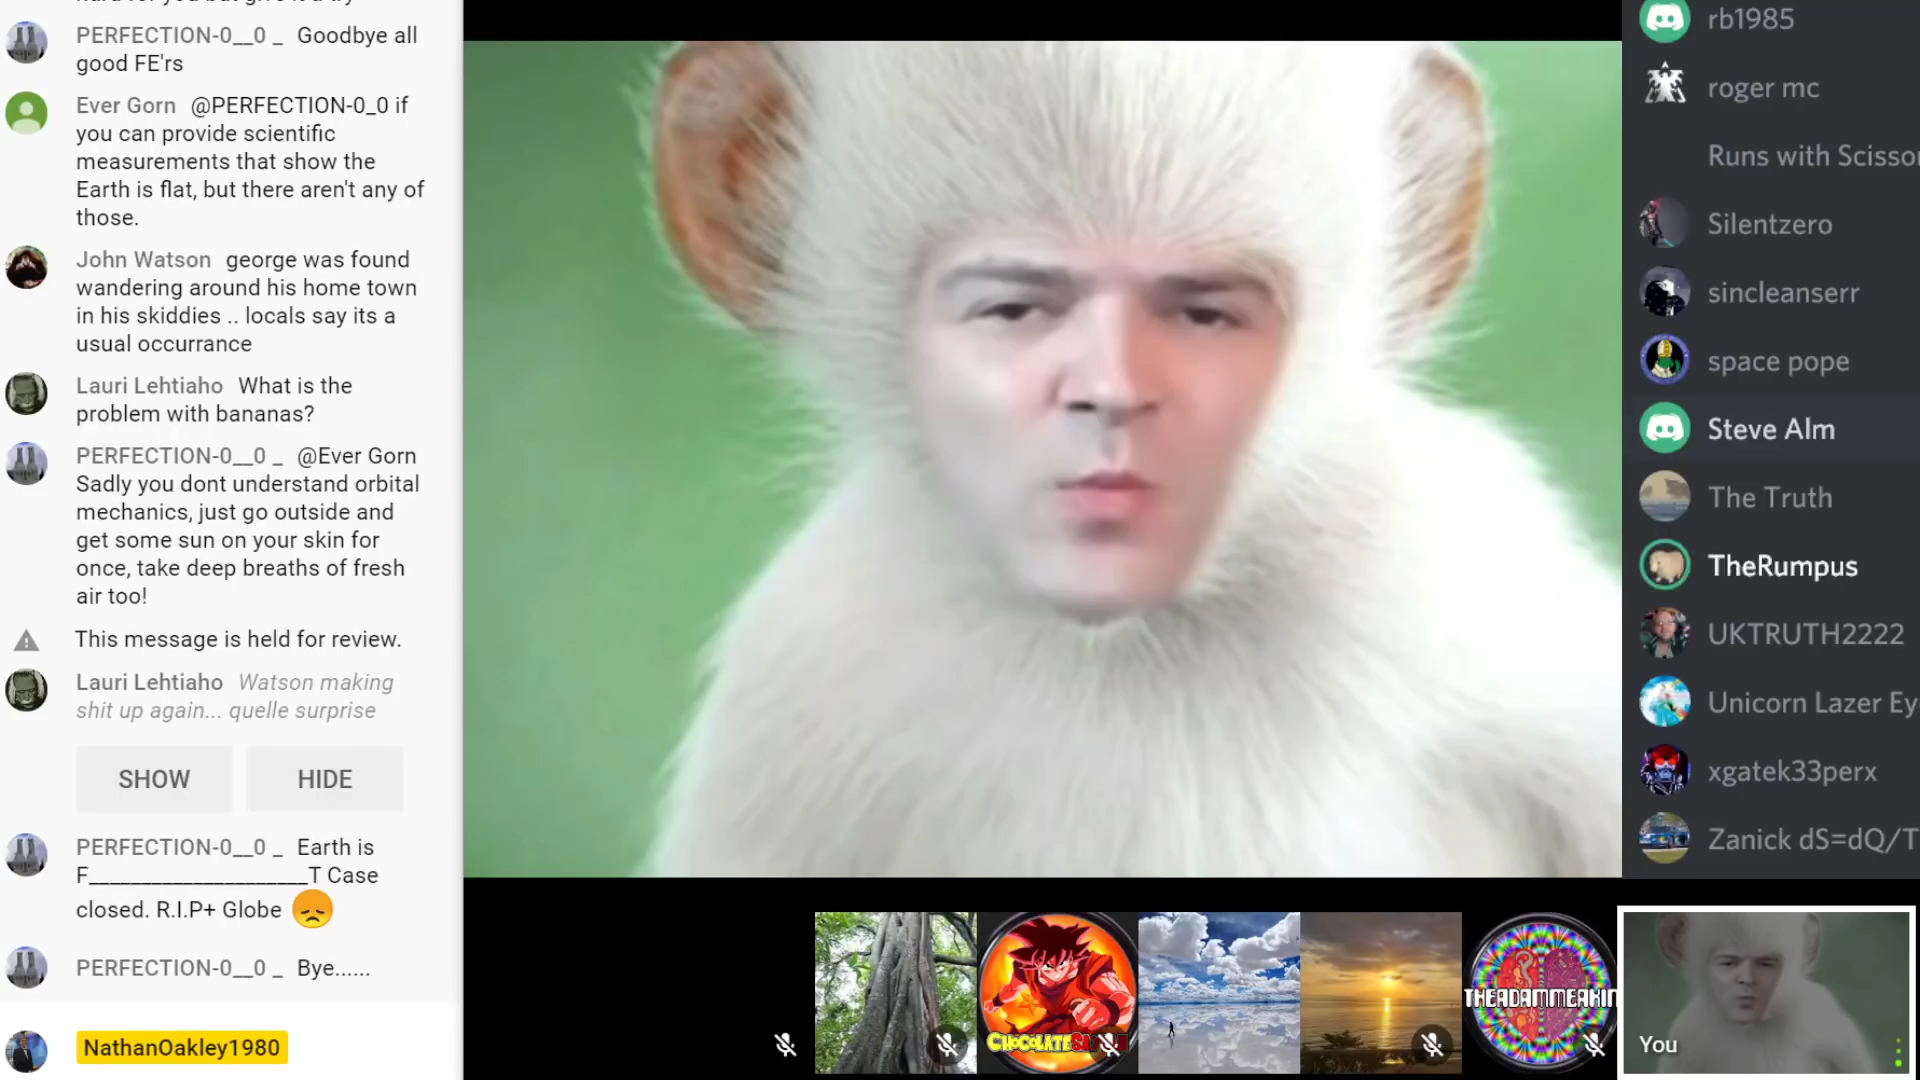 PERFECTION-0__0 _ Goodbye all
good FE'rs
Ever Gorn @PERFECTION-0_0 if
you can provide scientific
measurements that show the
Earth is flat, but there aren't any of
those.
John Watson george was found
wandering around his home town
in his skiddies .. locals say its a
usual occurrance
Lauri Lehtiaho What is the
problem with bananas?
PERFECTION-0__0 _ @Ever Gorn
Sadly you dont understand orbital
mechanics, just go outside and
get some sun on your skin for
once, take deep breaths of fresh
air too!
This message is held for review.
Lauri Lehtiaho Watson making
shit up again... quelle surprise
SHOW HIDE
PERFECTION-0__0 _ Earth is
F_____________________T Case
closed. R.I.P+ Globe
PERFECTION-0__0 _ Bye......
NathanOakley1980
rb1985
roger mc
Runs with Scissor
Silentzero
sincleanserr
space pope
Steve Alm
The Truth
TheRumpus
UKTRUTH2222
Unicorn Lazer Ey
xgatek33perx
Zanick dS=dQ/T
THEADAMMEAKIN
You